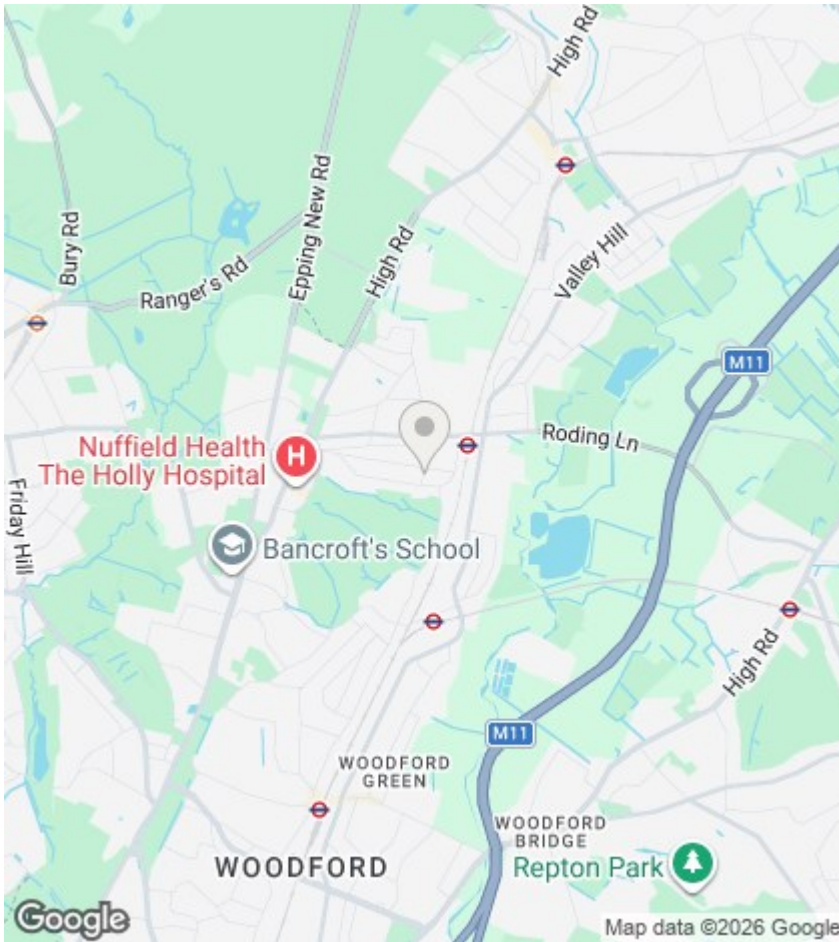 High Rd
Epping New Rd
Bury Rd
High Rd
Valley Hill
Ranger's Rd
M11
Roding Ln
Nuffield Health
The Holly Hospital
H
Friday Hill
Bancroft's School
High Rd
M11
WOODFORD
GREEN
WOODFORD
BRIDGE
WOODFORD
Repton Park
Google
Map data ©2026 Google